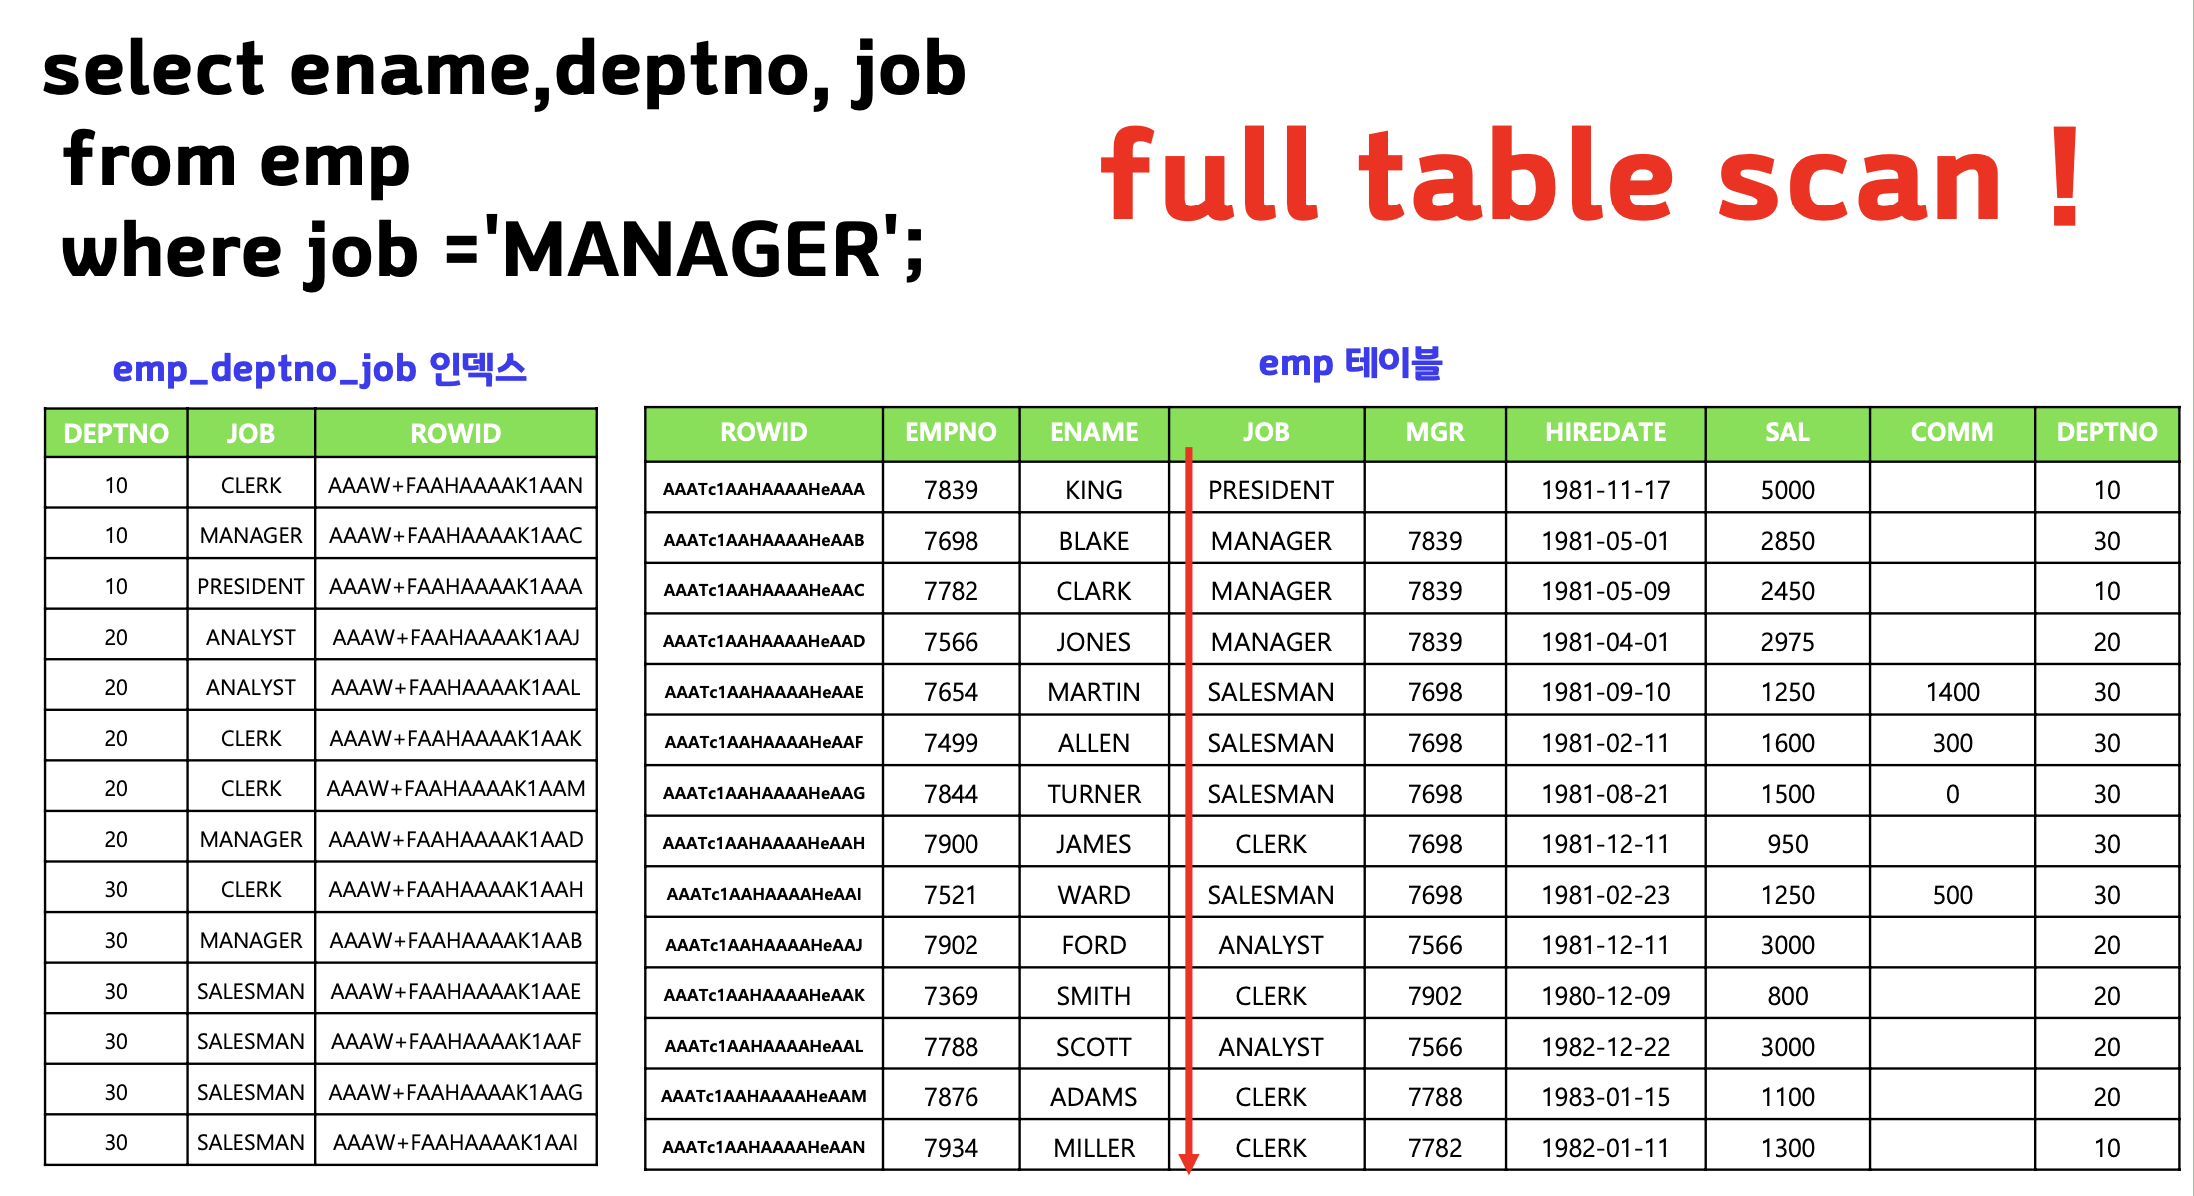 select ename,deptno, job
from emp
where job ='MANAGER';
full table scan !
emp_deptno_job 인덱스
DEPTNO JOB ROWID
10 CLERK AAAW+FAAHAAAAK1AAN
10 MANAGER AAAW+FAAHAAAAK1AAC
10 PRESIDENT AAAW+FAAHAAAAK1AAA
20 ANALYST AAAW+FAAHAAAAK1AAJ
20 ANALYST AAAW+FAAHAAAAK1AAL
20 CLERK AAAW+FAAHAAAAK1AAK
20 CLERK AAAW+FAAHAAAAK1AAM
20 MANAGER AAAW+FAAHAAAAK1AAD
30 CLERK AAAW+FAAHAAAAK1AAH
30 MANAGER AAAW+FAAHAAAAK1AAB
30 SALESMAN AAAW+FAAHAAAAK1AAE
30 SALESMAN AAAW+FAAHAAAAK1AAF
30 SALESMAN AAAW+FAAHAAAAK1AAG
30 SALESMAN AAAW+FAAHAAAAK1AAI
emp 테이블
ROWID EMPNO ENAME JOB MGR HIREDATE SAL COMM DEPTNO
AAATc1AAHAAAAHeAAA 7839 KING PRESIDENT 1981-11-17 5000 10
AAATc1AAHAAAAHeAAB 7698 BLAKE MANAGER 7839 1981-05-01 2850 30
AAATc1AAHAAAAHeAAC 7782 CLARK MANAGER 7839 1981-05-09 2450 10
AAATc1AAHAAAAHeAAD 7566 JONES MANAGER 7839 1981-04-01 2975 20
AAATc1AAHAAAAHeAAE 7654 MARTIN SALESMAN 7698 1981-09-10 1250 1400 30
AAATc1AAHAAAAHeAAF 7499 ALLEN SALESMAN 7698 1981-02-11 1600 300 30
AAATc1AAHAAAAHeAAG 7844 TURNER SALESMAN 7698 1981-08-21 1500 0 30
AAATc1AAHAAAAHeAAH 7900 JAMES CLERK 7698 1981-12-11 950 30
AAATc1AAHAAAAHeAAI 7521 WARD SALESMAN 7698 1981-02-23 1250 500 30
AAATc1AAHAAAAHeAAJ 7902 FORD ANALYST 7566 1981-12-11 3000 20
AAATc1AAHAAAAHeAAK 7369 SMITH CLERK 7902 1980-12-09 800 20
AAATc1AAHAAAAHeAAL 7788 SCOTT ANALYST 7566 1982-12-22 3000 20
AAATc1AAHAAAAHeAAM 7876 ADAMS CLERK 7788 1983-01-15 1100 20
AAATc1AAHAAAAHeAAN 7934 MILLER CLERK 7782 1982-01-11 1300 10